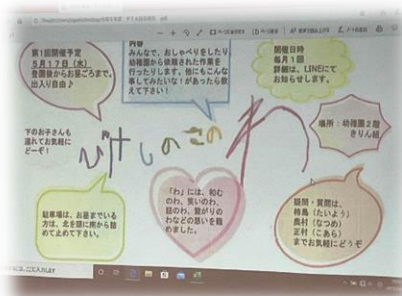 第1回開催予定
5月17日（水）
登園後からお昼ごろまで。
出入り自由♪
内容
みんなで、おしゃべりをしたり
幼稚園から依頼された作業を
行ったりします。他にもこんな
事してみたいな！があったら教
えて下さい！
開催日時
毎月1回
詳細は、LINEにて
お知らせします。
下のお子さんも
連れてお気軽に
どーぞ！
しのさの
わ
場所：幼稚園2階
きりん組
駐車場は、お昼までいる
方は、北を頭に南から詰
めて止めて下さい。
「わ」には、和む
のわ、笑いのわ、
話のわ、繋がりの
わなどの想いを籠
めました。
疑問・質問は、
（たいよう）
（なつめ）
正村（こあら）
までお気軽にどうぞ